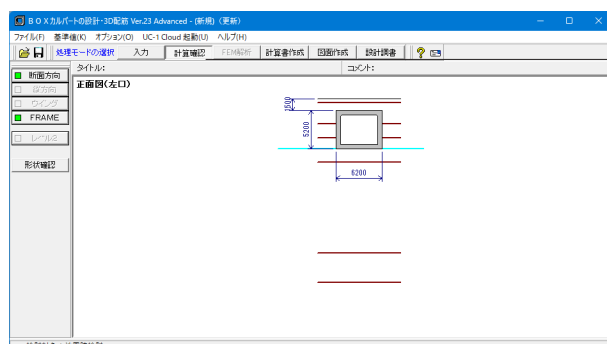 BOXカルバートの設計・3D配筋 Ver.23 Advanced - (新規) (更新)
ファイル(F) 基準値(K) オプション(O) UC-1 Cloud 起動(U) ヘルプ(H)
処理モードの選択 入力 計算確認 FEM解析 計算書作成 図面作成 設計調書
タイトル: コメント:
断面方向
縦方向
ウイング
FRAME
レベル2
形状確認
正面図(左口)
1500
5200
6200